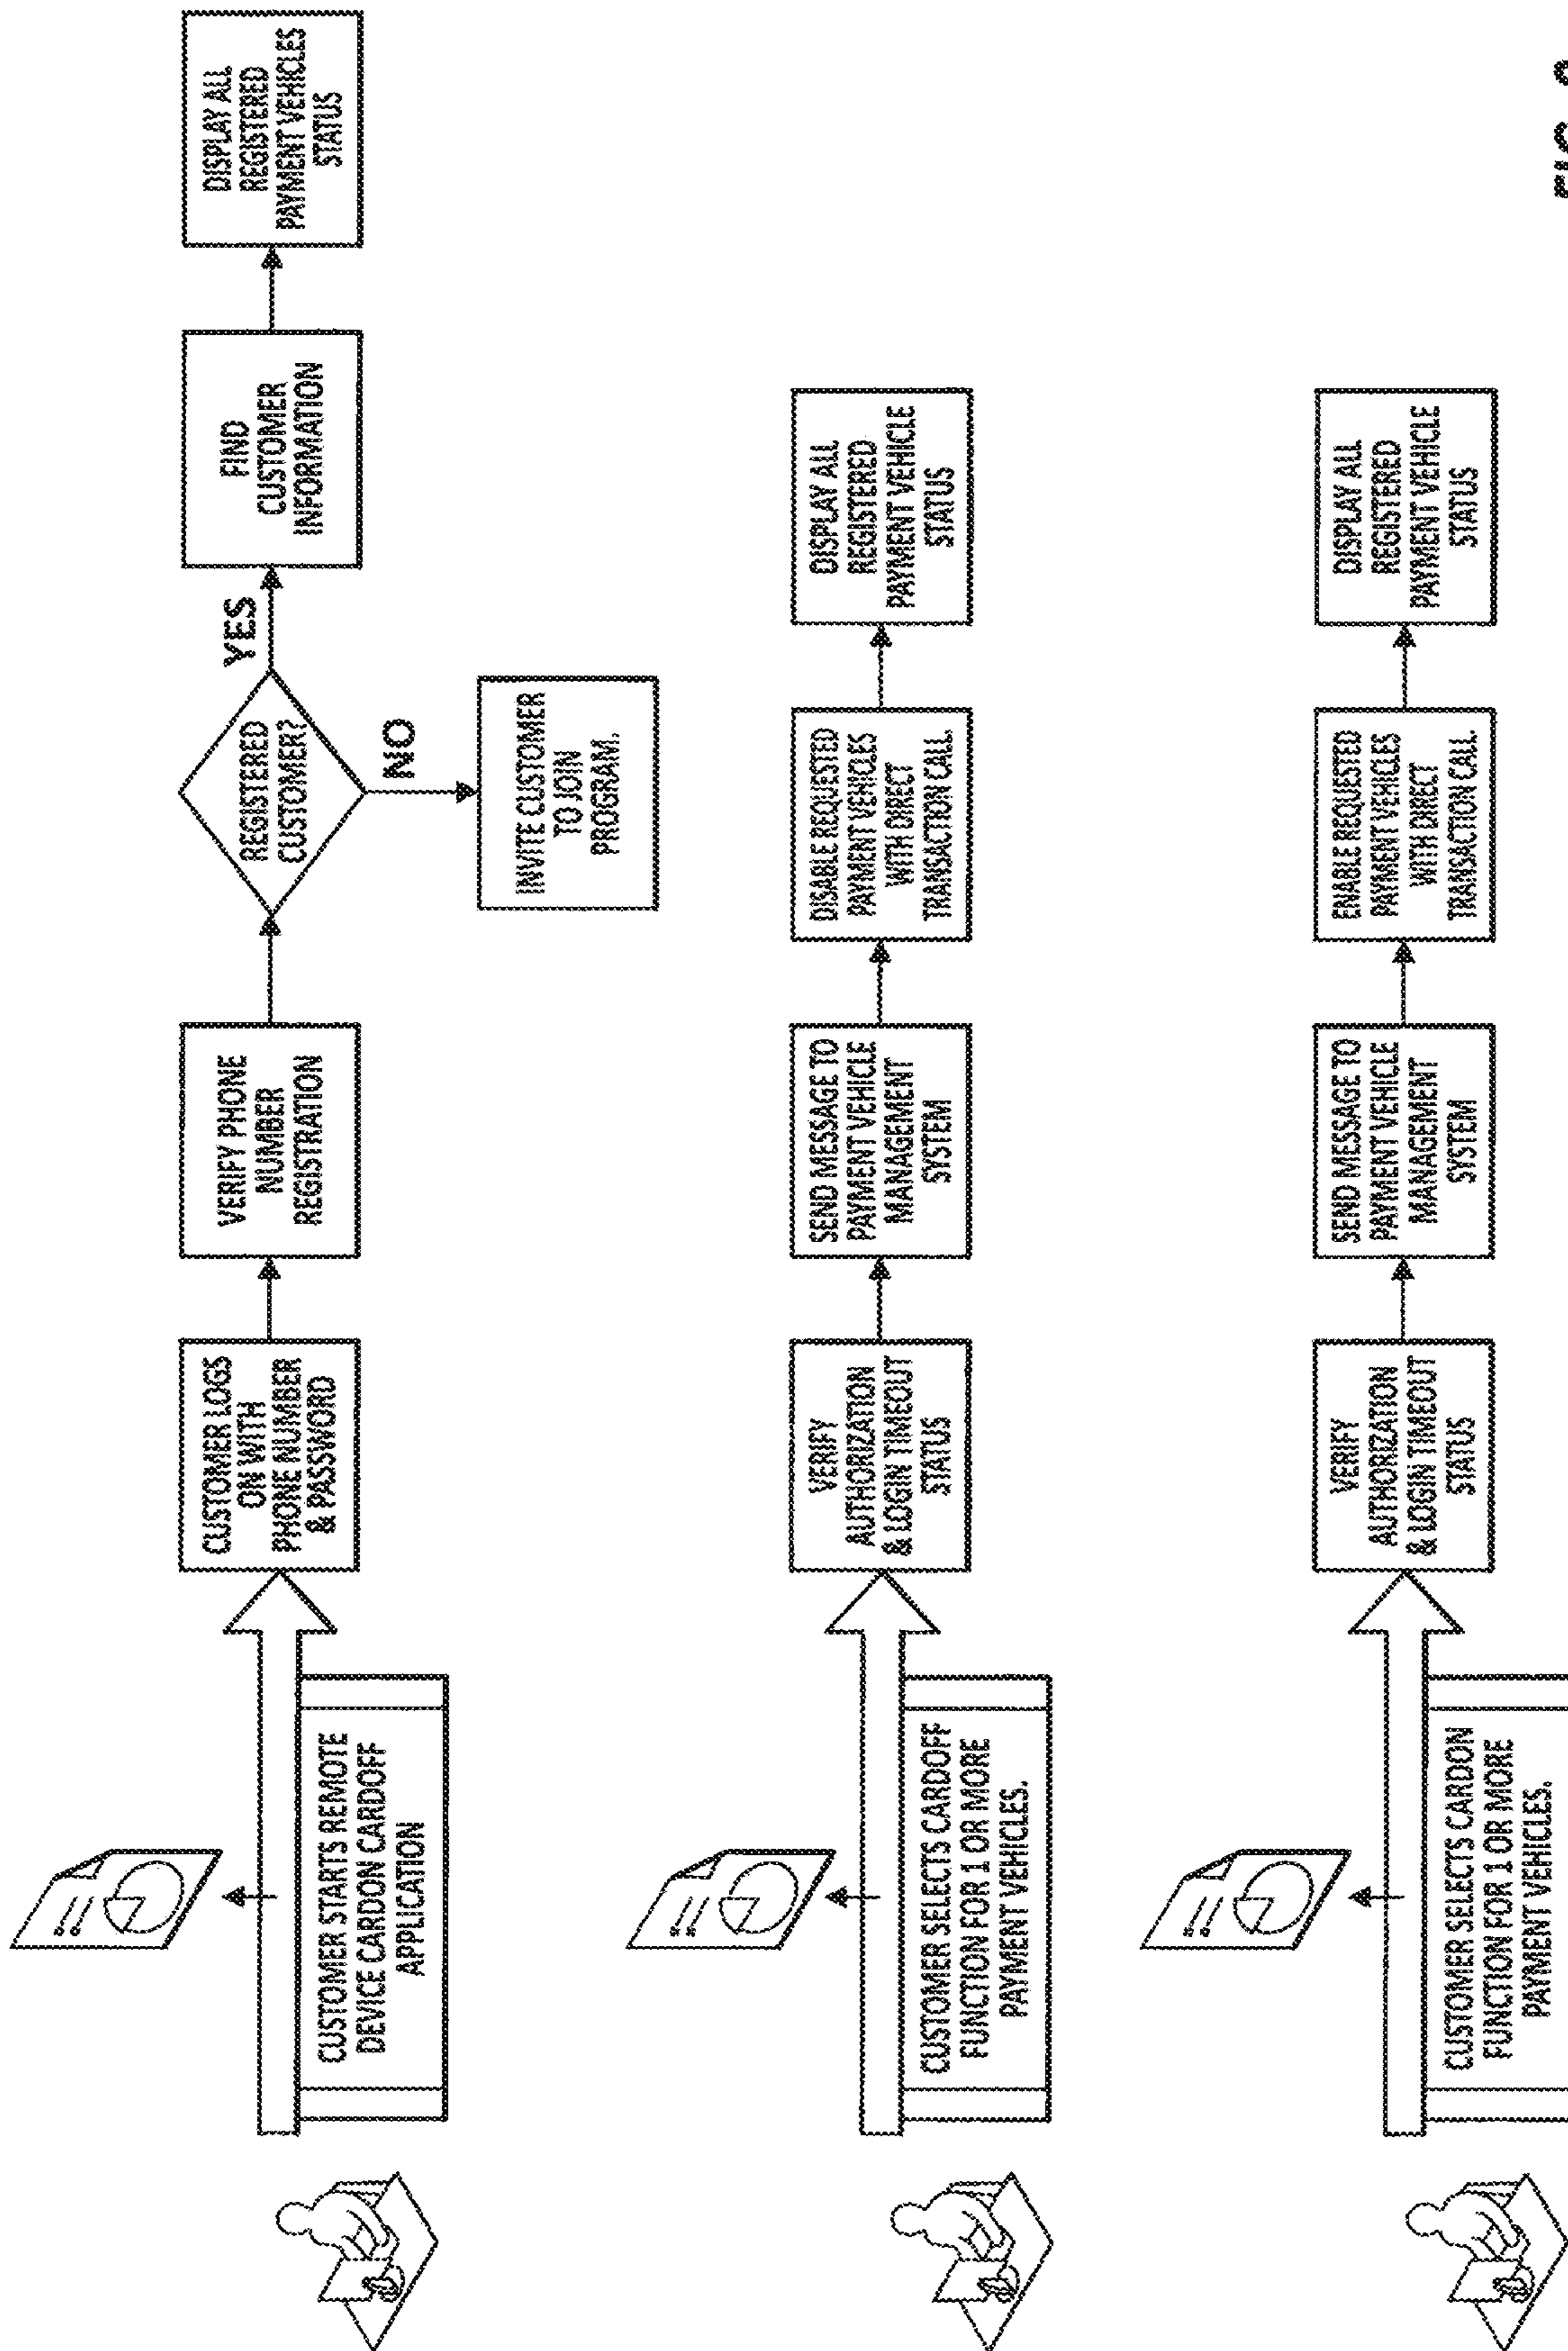 CUSTOMER STARTS REMOTE
DEVICE CARDON CARDOFF
APPLICATION
CUSTOMER LOGS
ON WITH
PHONE NUMBER
& PASSWORD
VERIFY PHONE
NUMBER
REGISTRATION
REGISTERED
CUSTOMER?
YES
NO
FIND
CUSTOMER
INFORMATION
DISPLAY ALL
REGISTERED
PAYMENT VEHICLES
STATUS
INVITE CUSTOMER
TO JOIN
PROGRAM.
CUSTOMER SELECTS CARDOFF
FUNCTION FOR 1 OR MORE
PAYMENT VEHICLES.
VERIFY
AUTHORIZATION
& LOGIN TIMEOUT
STATUS
SEND MESSAGE TO
PAYMENT VEHICLE
MANAGEMENT
SYSTEM
DISABLE REQUESTED
PAYMENT VEHICLES
WITH DIRECT
TRANSACTION CALL.
DISPLAY ALL
REGISTERED
PAYMENT VEHICLE
STATUS
CUSTOMER SELECTS CARDON
FUNCTION FOR 1 OR MORE
PAYMENT VEHICLES.
VERIFY
AUTHORIZATION
& LOGIN TIMEOUT
STATUS
SEND MESSAGE TO
PAYMENT VEHICLE
MANAGEMENT
SYSTEM
ENABLE REQUESTED
PAYMENT VEHICLES
WITH DIRECT
TRANSACTION CALL.
DISPLAY ALL
REGISTERED
PAYMENT VEHICLE
STATUS
FIG.